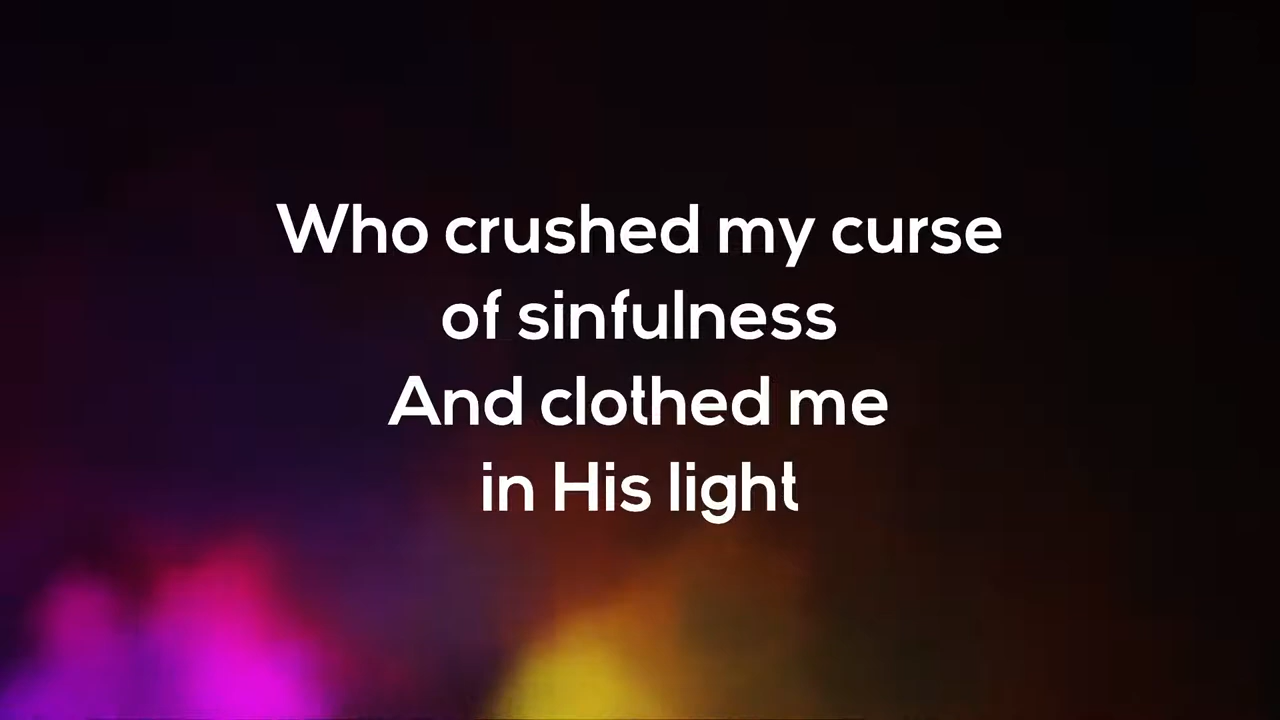 Who crushed my curse
of sinfulness
And clothed me
in His light